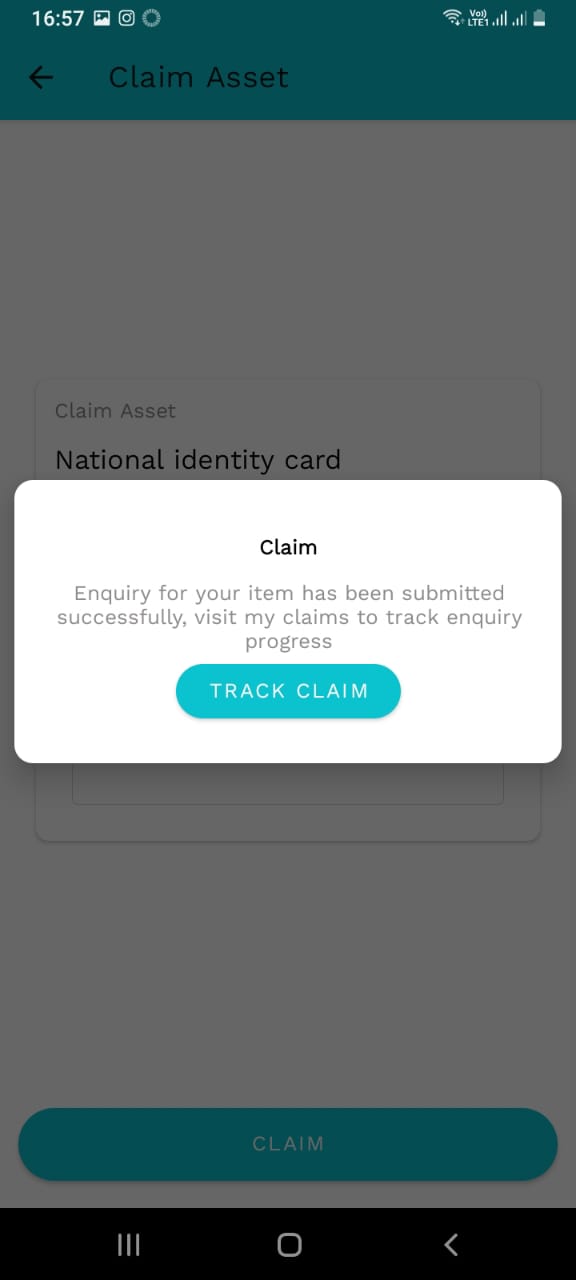 16:57 Vo)) LTE1
Claim Asset
Claim Asset
National identity card
Claim
Enquiry for your item has been submitted
successfully, visit my claims to track enquiry
progress
TRACK CLAIM
CLAIM